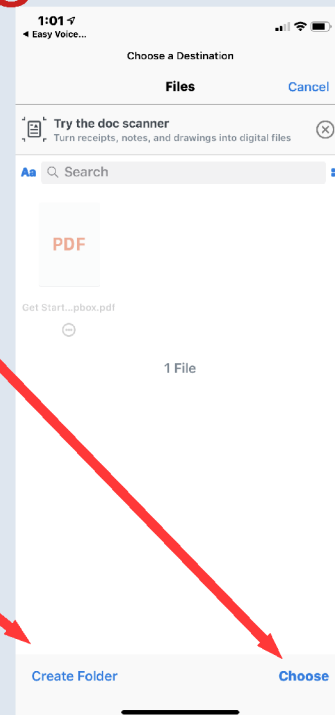 1:01
◀ Easy Voice...
Choose a Destination
Files
Cancel
Try the doc scanner
Turn receipts, notes, and drawings into digital files
Aa
Search
PDF
Get Start...pbox.pdf
1 File
Create Folder
Choose